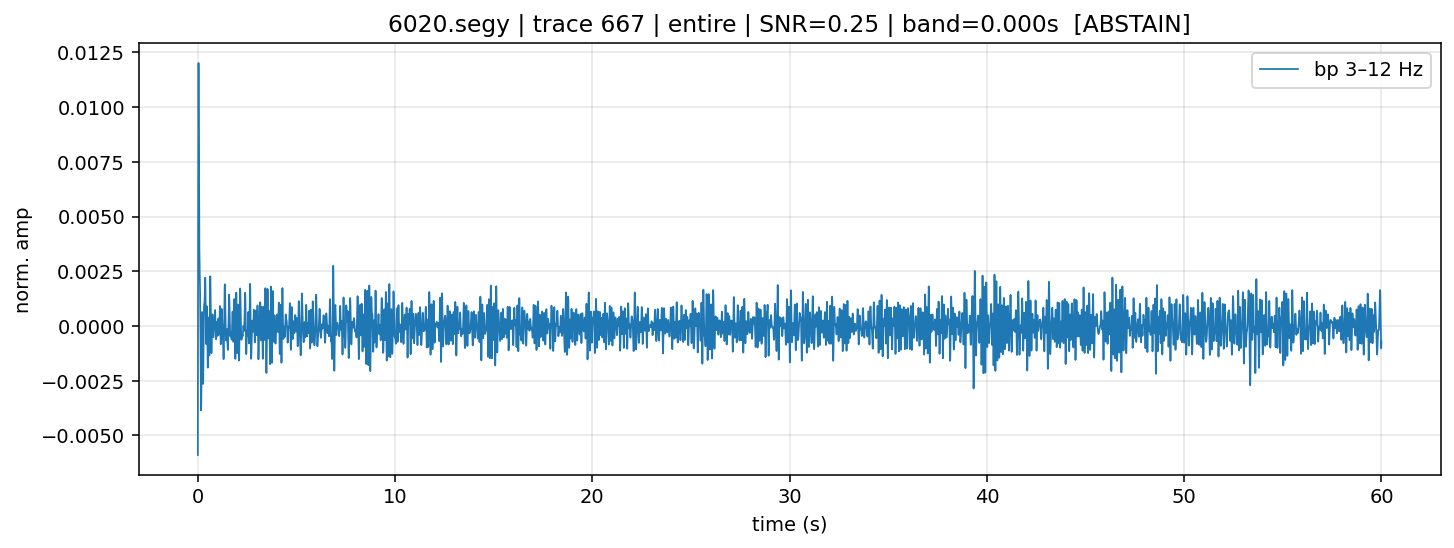 6020.segy | trace 667 | entire | SNR=0.25 | band=0.000s  [ABSTAIN]
bp 3–12 Hz
norm. amp
0.0125
0.0100
0.0075
0.0050
0.0025
0.0000
−0.0025
−0.0050
0 10 20 30 40 50 60
time (s)